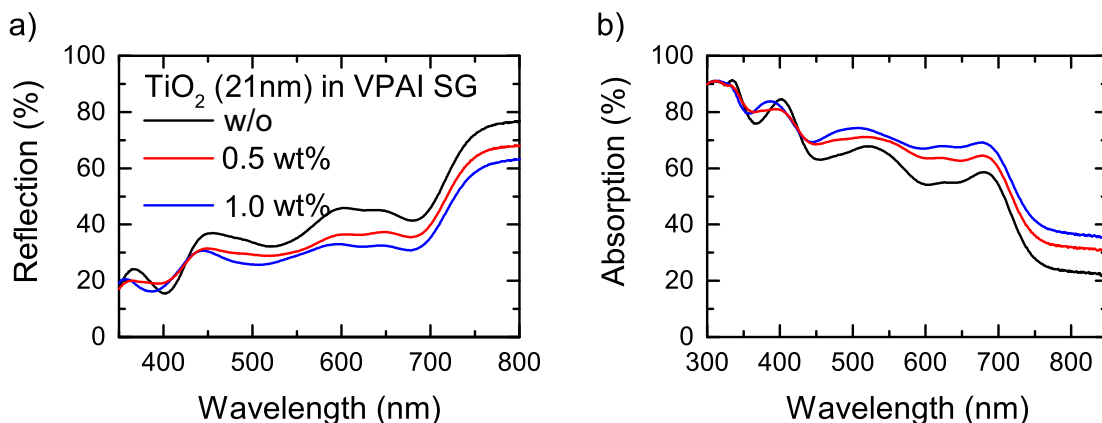 a)
Reflection (%)
100
80
60
40
20
0
TiO2 (21nm) in VPAI SG
w/o
0.5 wt%
1.0 wt%
400 500 600 700 800
Wavelength (nm)
b)
Absorption (%)
100
80
60
40
20
0
300 400 500 600 700 800
Wavelength (nm)